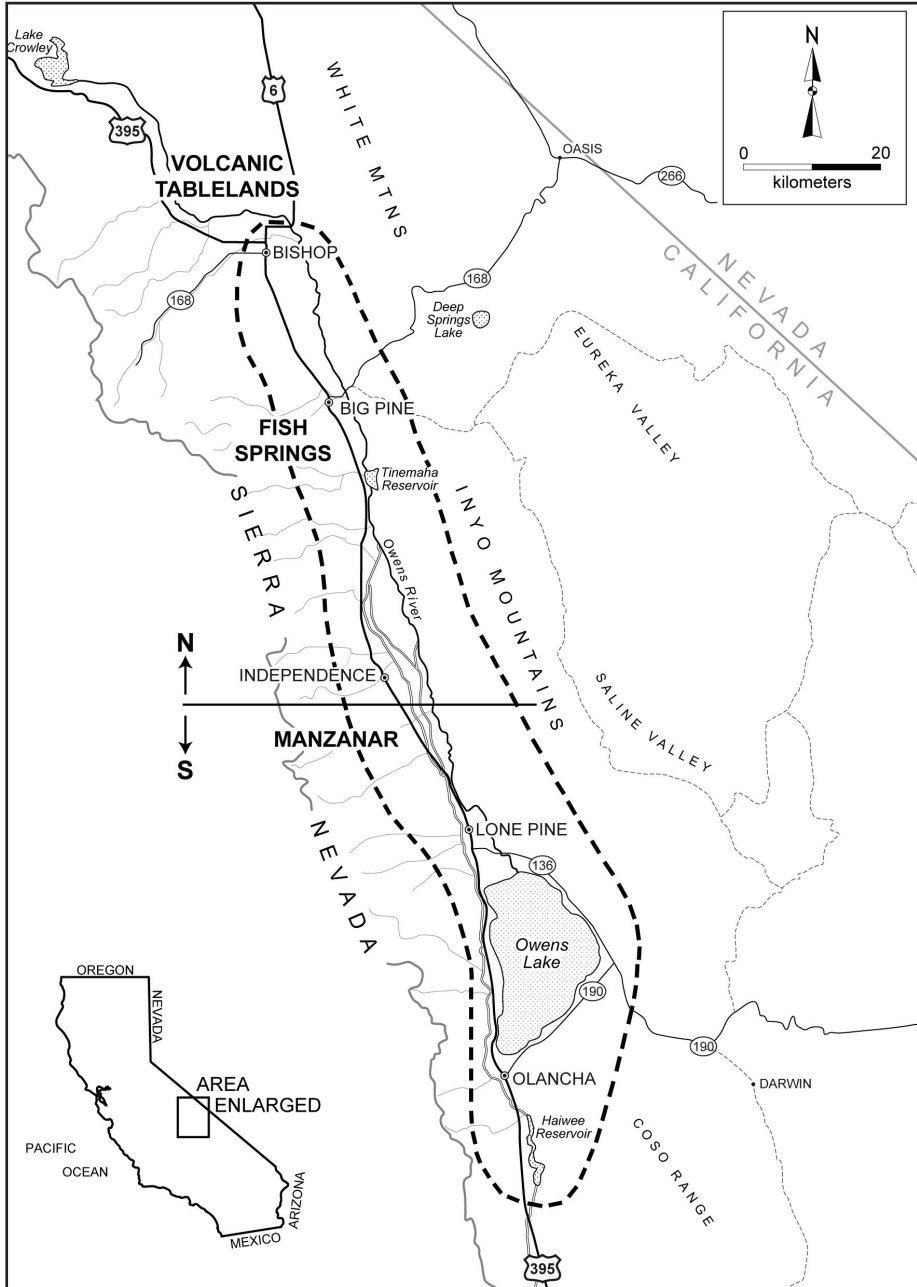 Lake
Crowley
6
395
WHITE MTNS
N
0 20
kilometers
OASIS
266
VOLCANIC
TABLELANDS
BISHOP
168
168
Deep
Springs
Lake
NEVADA
CALIFORNIA
EUREKA VALLEY
BIG PINE
FISH
SPRINGS
Tinemaha
Reservoir
SIERRA NEVADA
INYO MOUNTAINS
Owens River
N
INDEPENDENCE
S
MANZANAR
SALINE VALLEY
LONE PINE
136
Owens
Lake
190
190
OLANCHA
DARWIN
Haiwee
Reservoir
COSO RANGE
395
OREGON
NEVADA
AREA
ENLARGED
PACIFIC
OCEAN
ARIZONA
MEXICO